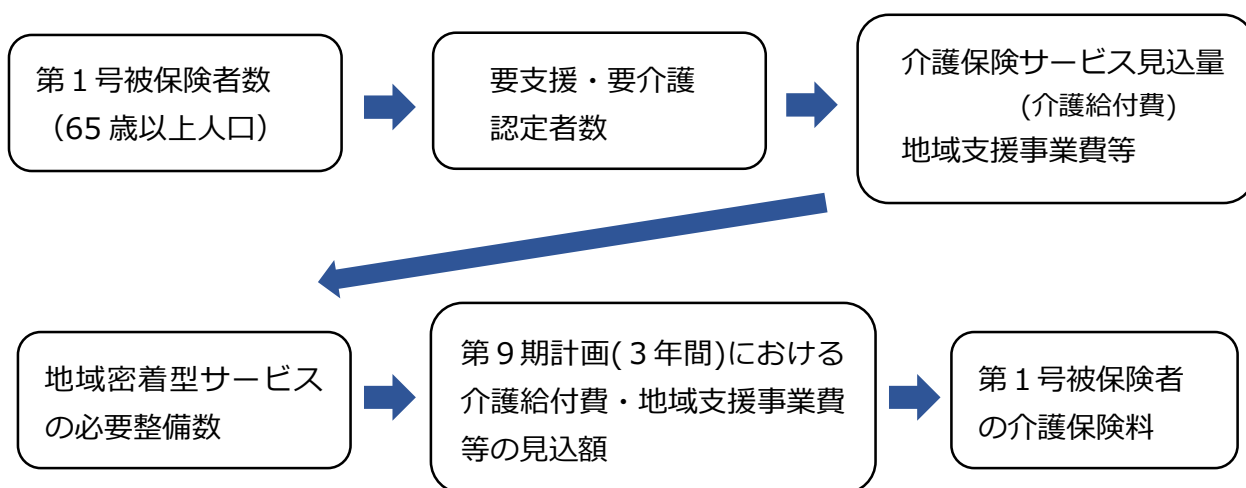 第１号被保険者数
（65 歳以上人口）
要支援・要介護
認定者数
介護保険サービス見込量
(介護給付費)
地域支援事業費等
地域密着型サービス
の必要整備数
第９期計画(３年間)における
介護給付費・地域支援事業費
等の見込額
第１号被保険者
の介護保険料